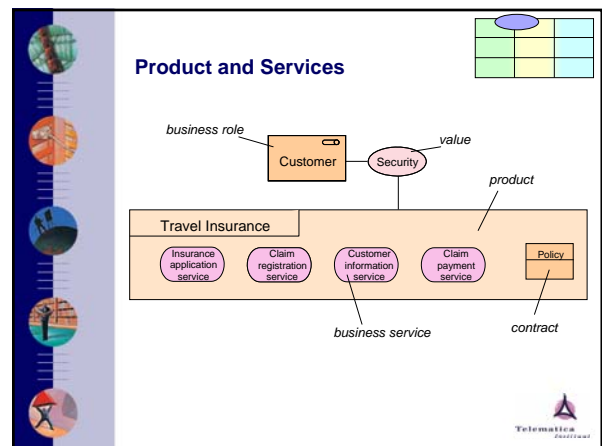 Product and Services
business role
value
Customer
Security
product
Travel Insurance
Insurance
application
service
Claim
registration
service
Customer
information
service
Claim
payment
service
Policy
business service
contract
Telematica
Instituut